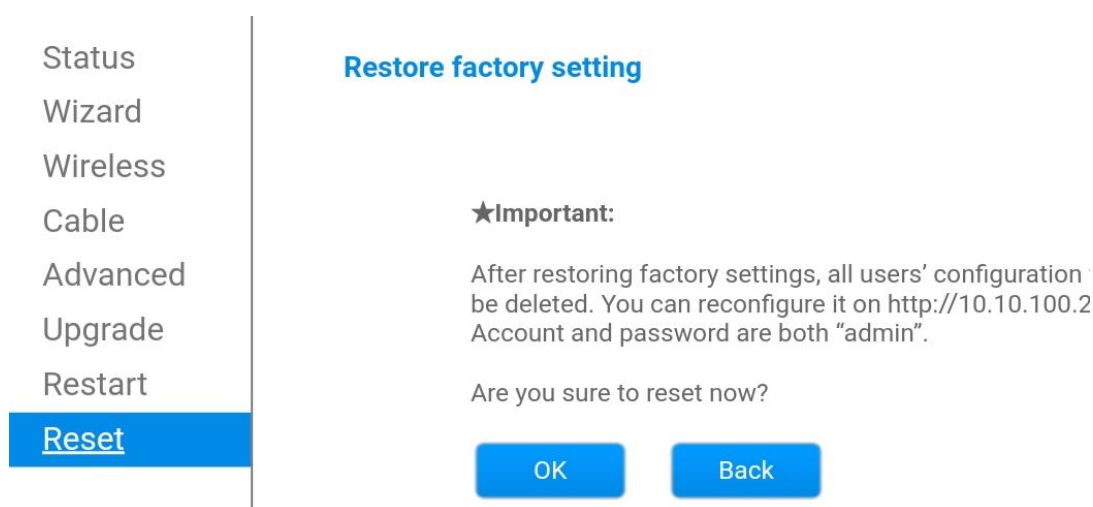 Status
Wizard
Wireless
Cable
Advanced
Upgrade
Restart
Reset
Restore factory setting
★Important:
After restoring factory settings, all users’ configuration
be deleted. You can reconfigure it on http://10.10.100.2
Account and password are both “admin”.
Are you sure to reset now?
OK
Back